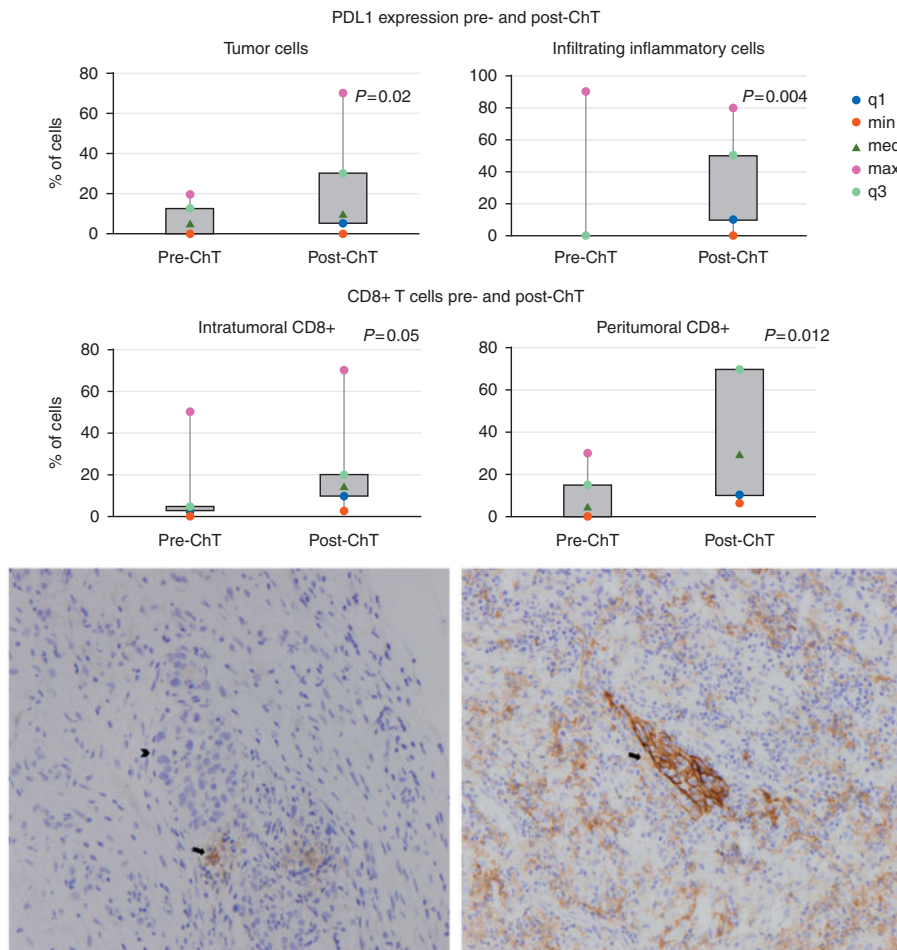 PDL1 expression pre- and post-ChT
Tumor cells
Infiltrating inflammatory cells
80
60
40
20
0
% of cells
P=0.02
Pre-ChT
Post-ChT
100
80
60
40
20
0
P=0.004
Pre-ChT
Post-ChT
q1
min
med
max
q3
CD8+ T cells pre- and post-ChT
Intratumoral CD8+
P=0.05
80
60
40
20
0
% of cells
Pre-ChT
Post-ChT
Peritumoral CD8+
P=0.012
80
60
40
20
0
Pre-ChT
Post-ChT